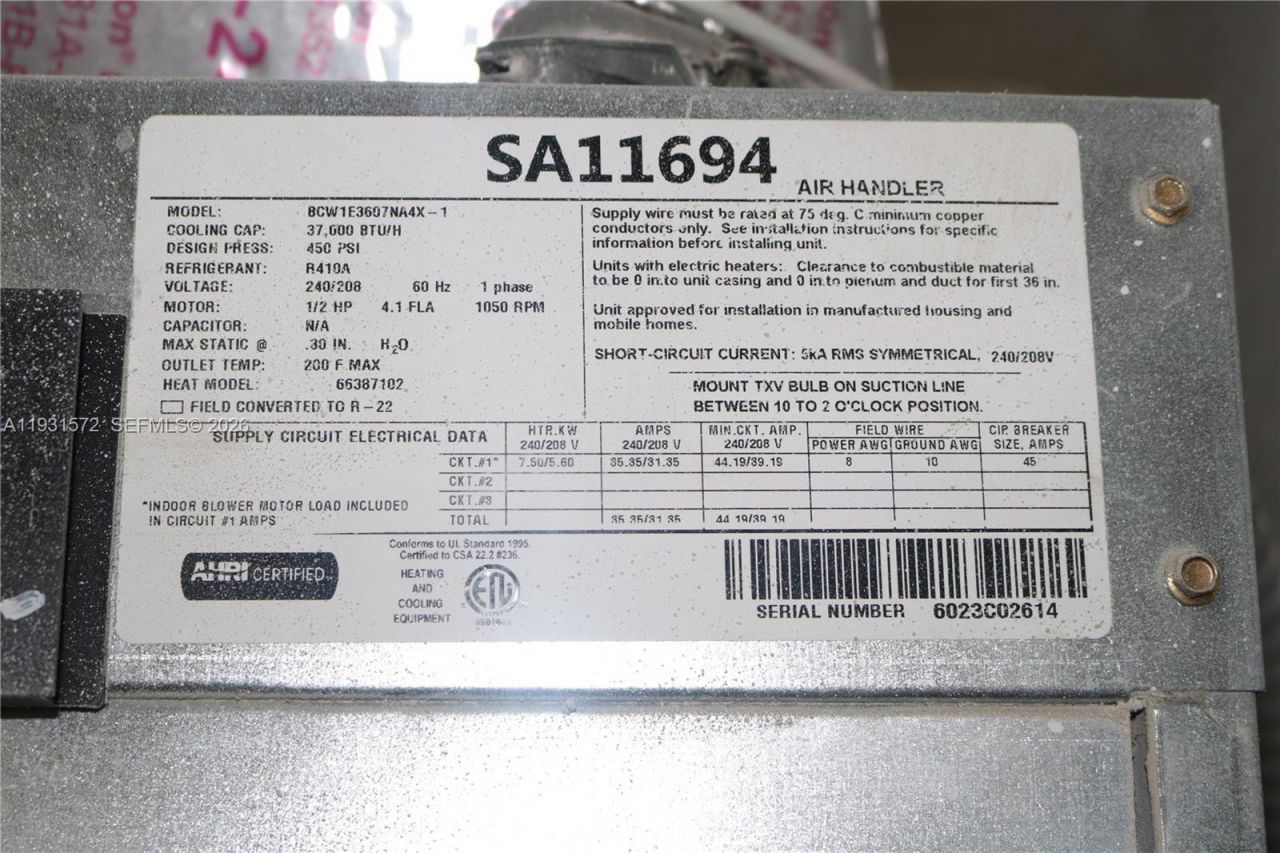 SA11694
AIR HANDLER
MODEL: BCW1E3607NA4X-1
COOLING CAP: 37,000 BTU/H
DESIGN PRESS: 450 PSI
REFRIGERANT: R410A
VOLTAGE: 240/208 60 Hz 1 phase
MOTOR: 1/2 HP 4.1 FLA 1050 RPM
CAPACITOR: N/A
MAX STATIC @ .30 IN. H2O
OUTLET TEMP: 200 F MAX
HEAT MODEL: 66387102
FIELD CONVERTED TO R-22
Supply wire must be rated at 75 deg. C minimum copper
conductors only. See installation instructions for specific
information before installing unit.
Units with electric heaters: Clearance to combustible material
to be 0 in.to unit casing and 0 in.to plenum and duct for first 36 in.
Unit approved for installation in manufactured housing and
mobile homes.
SHORT-CIRCUIT CURRENT: 5kA RMS SYMMETRICAL, 240/208V
MOUNT TXV BULB ON SUCTION LINE
BETWEEN 10 TO 2 O'CLOCK POSITION.
A11931572 SEFMLS© 2026
SUPPLY CIRCUIT ELECTRICAL DATA
HTR.KW AMPS MIN.CKT. AMP. FIELD WIRE CIR. BREAKER
240/208 V 240/208 V 240/208 V POWER AWG GROUND AWG SIZE, AMPS
CKT.#1* 7.50/5.60 35.35/31.35 44.19/39.19 8 10 45
CKT.#2
CKT.#3
TOTAL 35.35/31.35 44.19/39.19
*INDOOR BLOWER MOTOR LOAD INCLUDED
IN CIRCUIT #1 AMPS
AHRI CERTIFIED
Conforms to UL Standard 1995.
Certified to CSA 22.2 #236.
HEATING
AND
COOLING
EQUIPMENT
ETL
SERIAL NUMBER 6023C02614